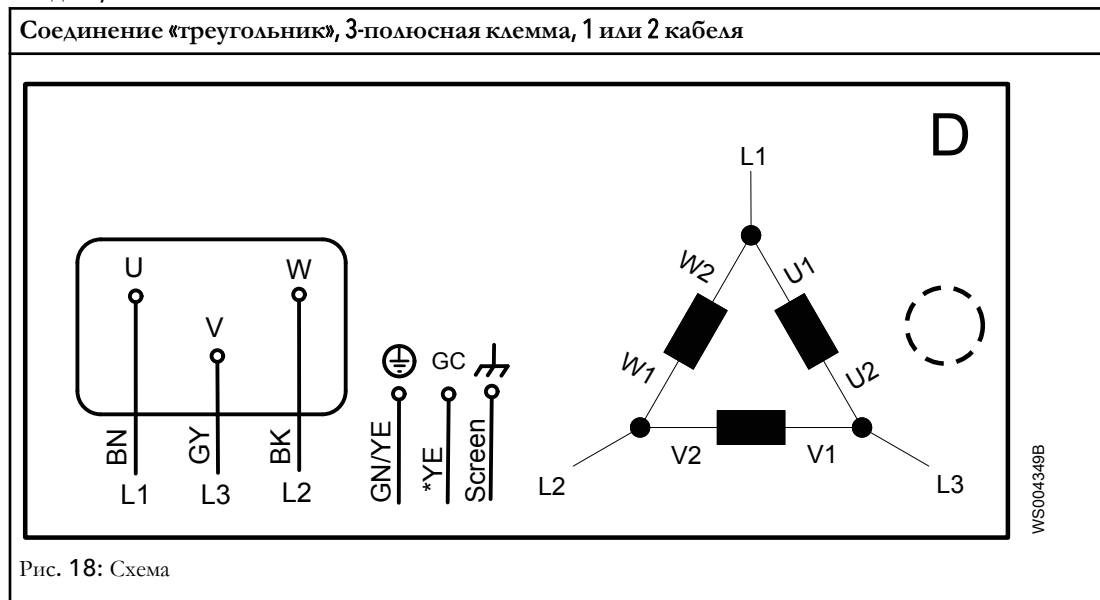 Соединение «треугольник», 3-полюсная клемма, 1 или 2 кабеля
D
L1
U
W
V
W2
U1
GC
W1
U2
BN
GY
BK
GN/YE
*YE
Screen
V2
V1
L1
L3
L2
L2
L3
WS004349B
Рис. 18: Схема